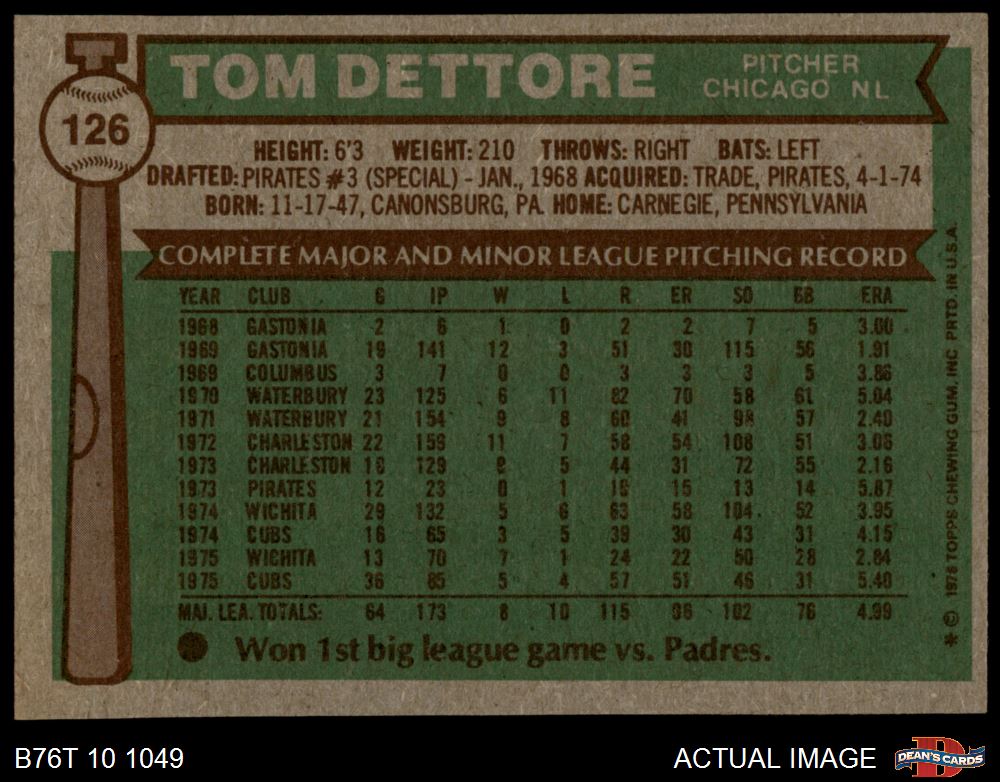 TOM DETTORE
PITCHER
CHICAGO NL
126
HEIGHT: 6'3 WEIGHT: 210 THROWS: RIGHT BATS: LEFT
DRAFTED: PIRATES #3 (SPECIAL) - JAN., 1968 ACQUIRED: TRADE, PIRATES, 4-1-74
BORN: 11-17-47, CANONSBURG, PA. HOME: CARNEGIE, PENNSYLVANIA
COMPLETE MAJOR AND MINOR LEAGUE PITCHING RECORD
YEAR CLUB G IP W L R ER SO BB ERA
1968 GASTONIA 2 6 1 0 2 2 7 5 3.00
1969 GASTONIA 19 141 12 3 51 30 115 56 1.91
1969 COLUMBUS 3 7 0 0 3 3 3 5 3.86
1970 WATERBURY 23 125 6 11 82 70 58 61 5.04
1971 WATERBURY 21 154 9 8 60 41 98 57 2.40
1972 CHARLESTON 22 159 11 7 58 54 108 51 3.06
1973 CHARLESTON 129 5 44 31 72 55 2.16
1973 PIRATES 12 23 0 1 16 15 13 14 5.87
1974 WICHITA 29 132 5 6 63 58 104 52 3.95
1974 CUBS 16 65 3 5 39 30 43 31 4.15
1975 WICHITA 13 70 7 1 24 22 50 28 2.84
1975 CUBS 36 85 5 4 57 51 46 31 5.40
MAJ. LEA. TOTALS: 64 173 8 10 115 96 102 76 4.99
Won 1st big league game vs. Padres.
* © 1976 TOPPS CHEWING GUM, INC. PRTD. IN U.S.A.
B76T 10 1049
ACTUAL IMAGE
D
DEAN'S CARDS